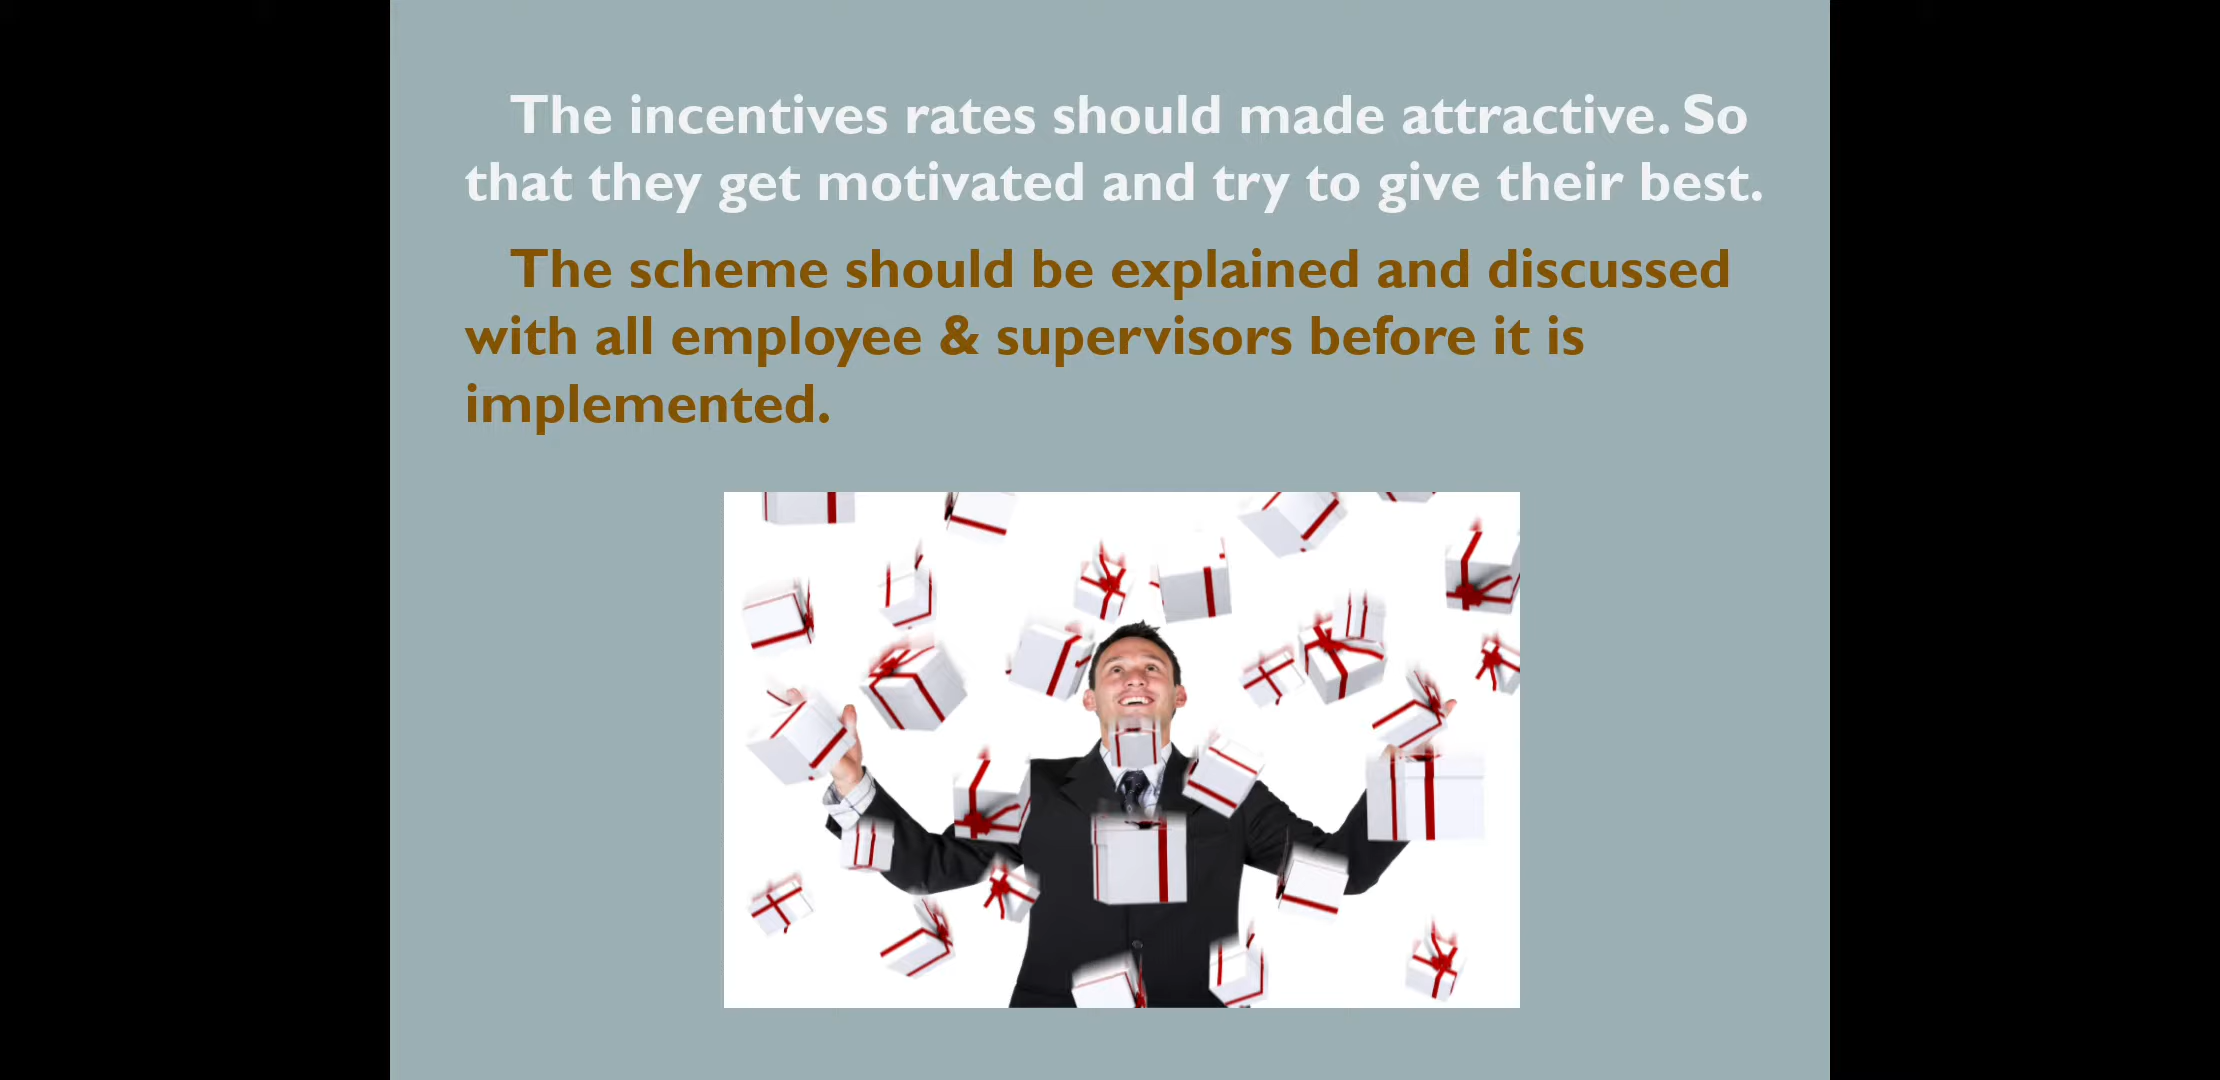 The incentives rates should made attractive. So
that they get motivated and try to give their best.
The scheme should be explained and discussed
with all employee & supervisors before it is
implemented.